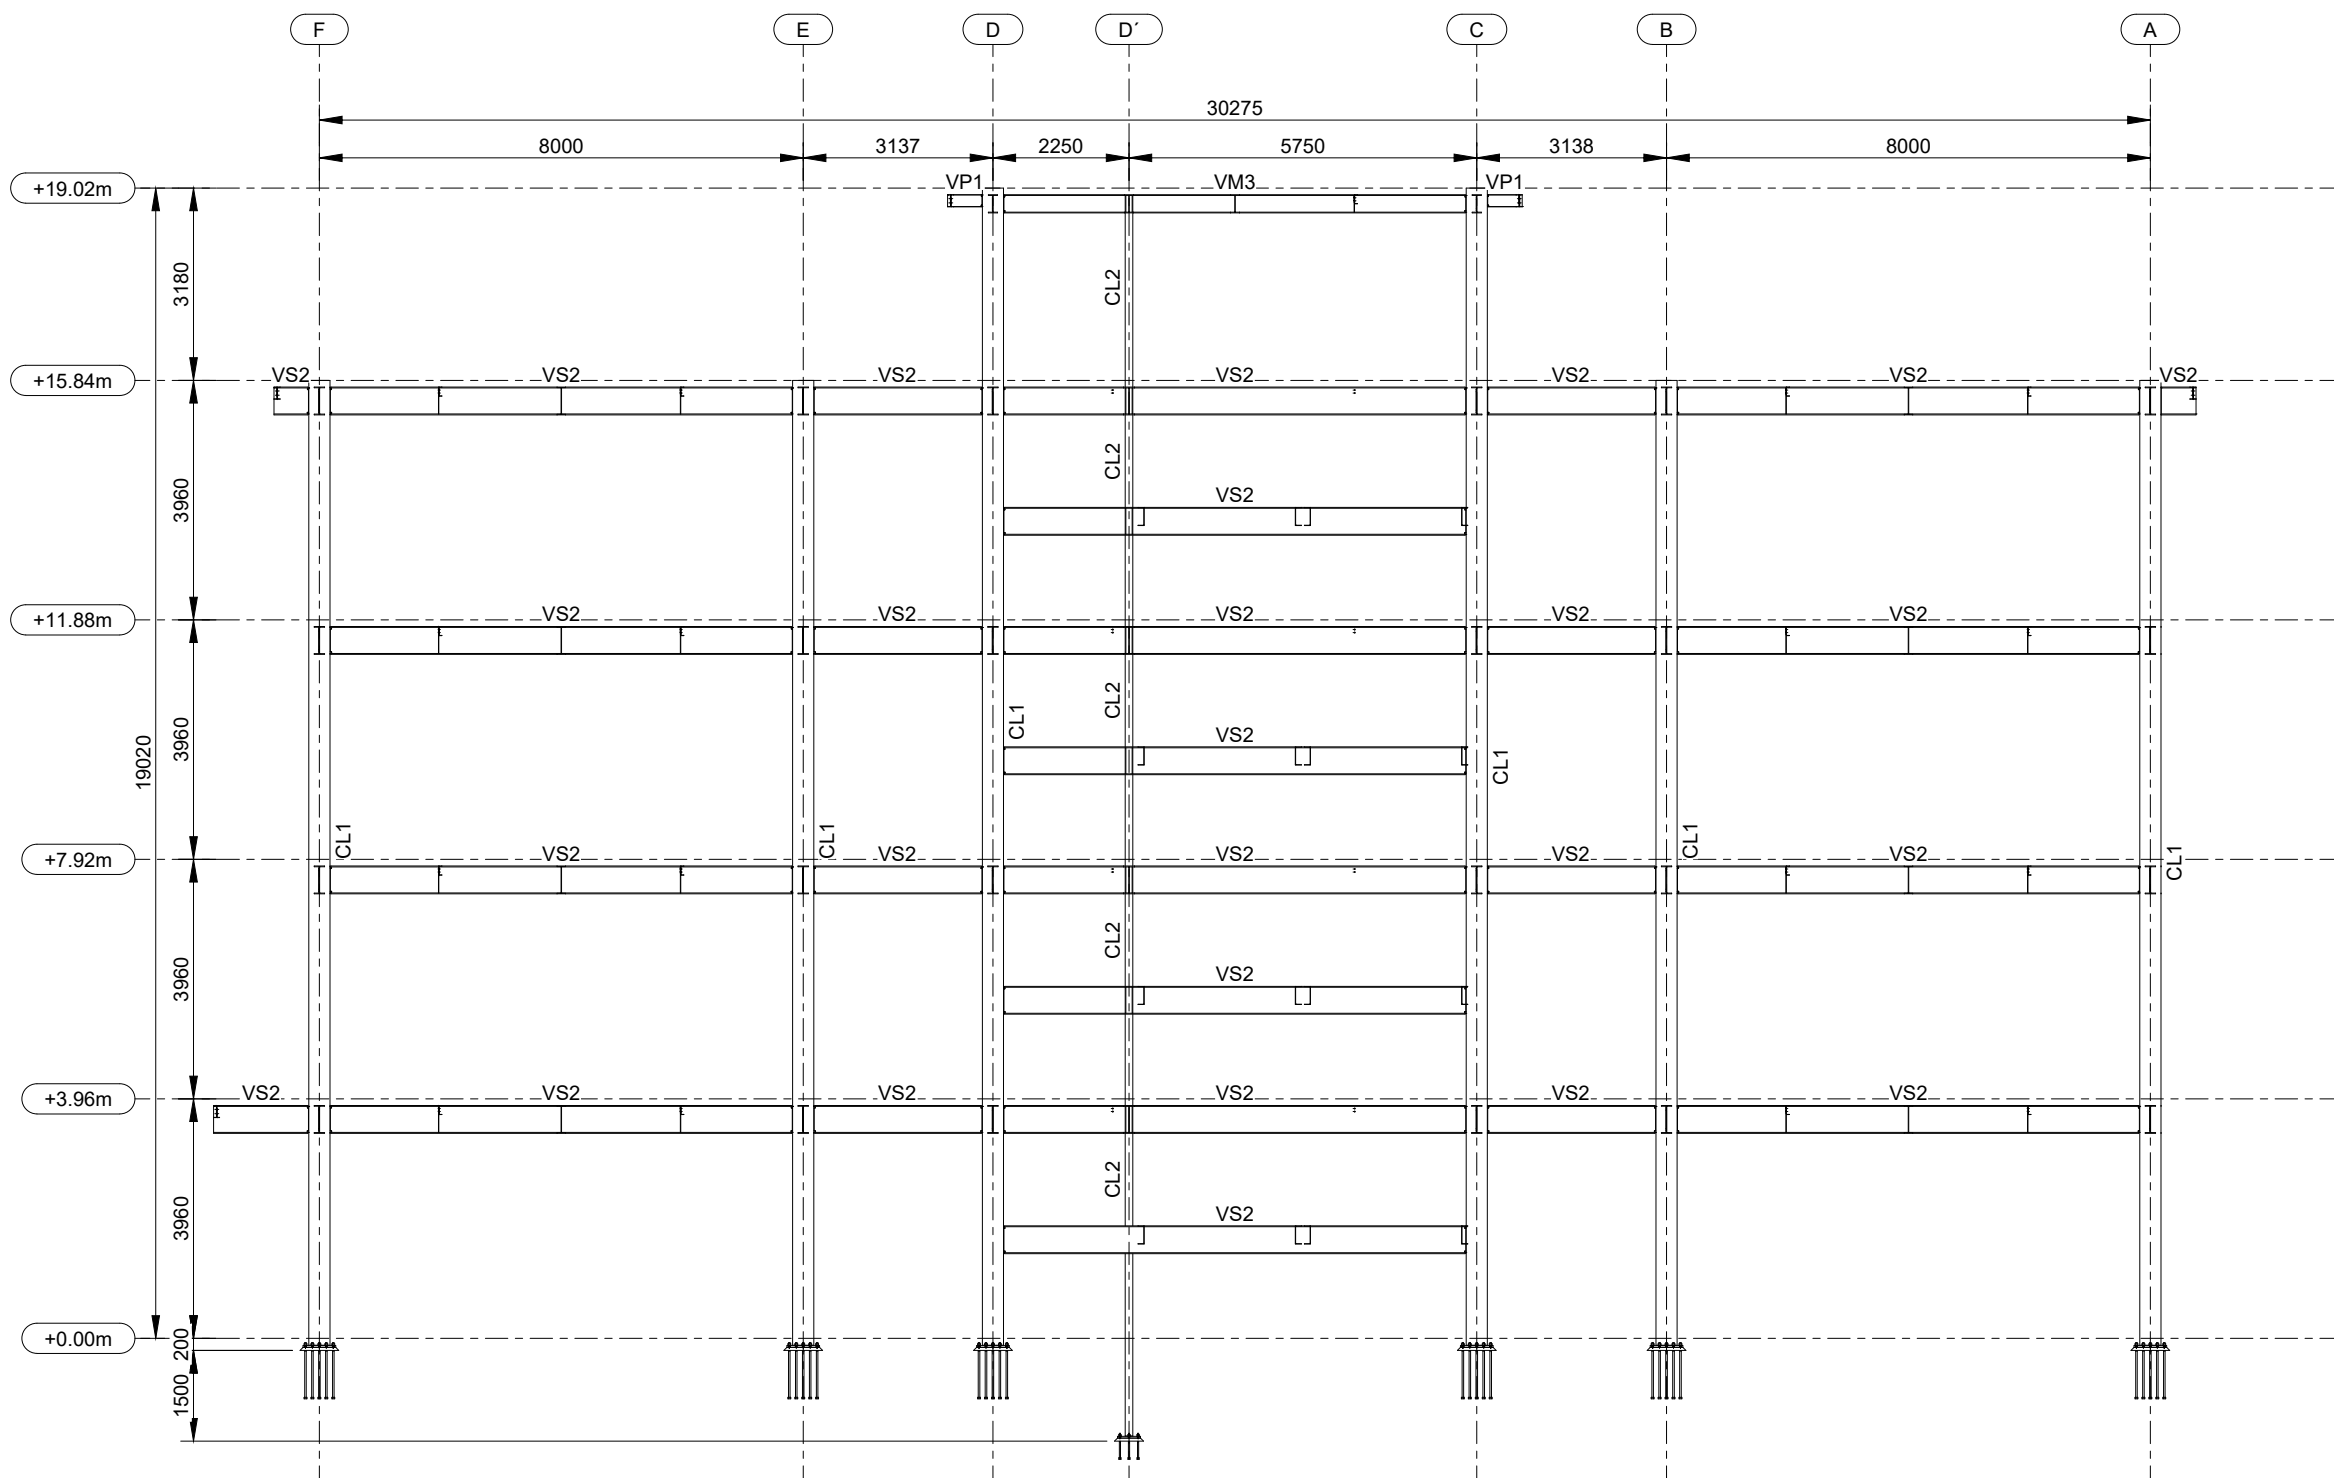 F E D D´ C B A
30275
8000 3137 2250 5750 3138 8000
+19.02m VP1 VM3 VP1
3180 CL2
+15.84m VS2 VS2 VS2 VS2 VS2 VS2 VS2
CL2
3960 VS2
+11.88m VS2 VS2 VS2 VS2 VS2
CL2
CL1
19020 3960 VS2 CL1
CL1 CL1 CL1
+7.92m VS2 VS2 VS2 VS2 VS2
CL1
CL2
3960 VS2
+3.96m VS2 VS2 VS2 VS2 VS2 VS2
CL2
3960 VS2
+0.00m
200
1500